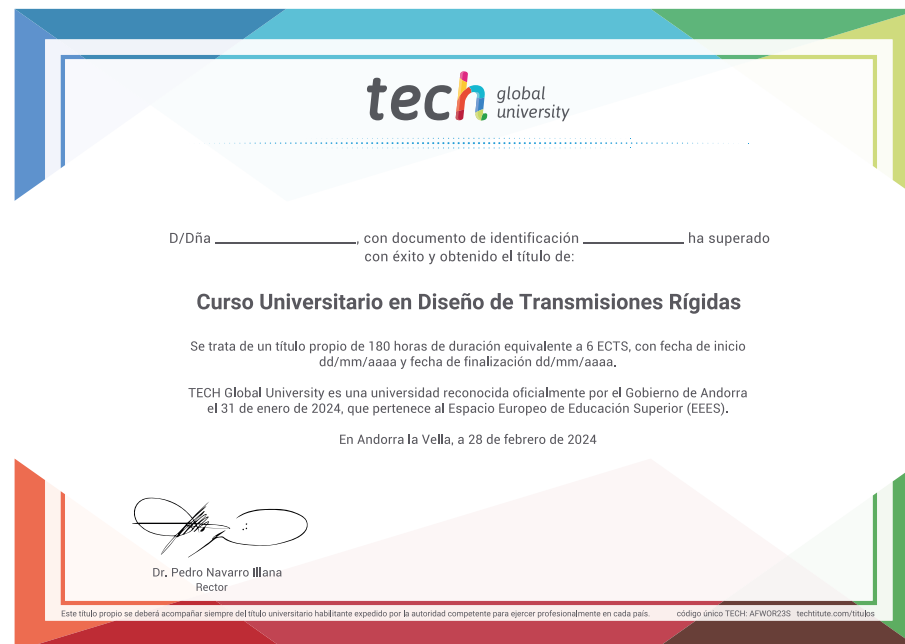 tech global university
D/Dña ____________, con documento de identificación ____________ ha superado
con éxito y obtenido el título de:
Curso Universitario en Diseño de Transmisiones Rígidas
Se trata de un título propio de 180 horas de duración equivalente a 6 ECTS, con fecha de inicio
dd/mm/aaaa y fecha de finalización dd/mm/aaaa.
TECH Global University es una universidad reconocida oficialmente por el Gobierno de Andorra
el 31 de enero de 2024, que pertenece al Espacio Europeo de Educación Superior (EEES).
En Andorra la Vella, a 28 de febrero de 2024
Dr. Pedro Navarro Illana
Rector
Este título propio se deberá acompañar siempre del título universitario habilitante expedido por la autoridad competente para ejercer profesionalmente en cada país. código único TECH: AFWOR23S techtitute.com/titulos